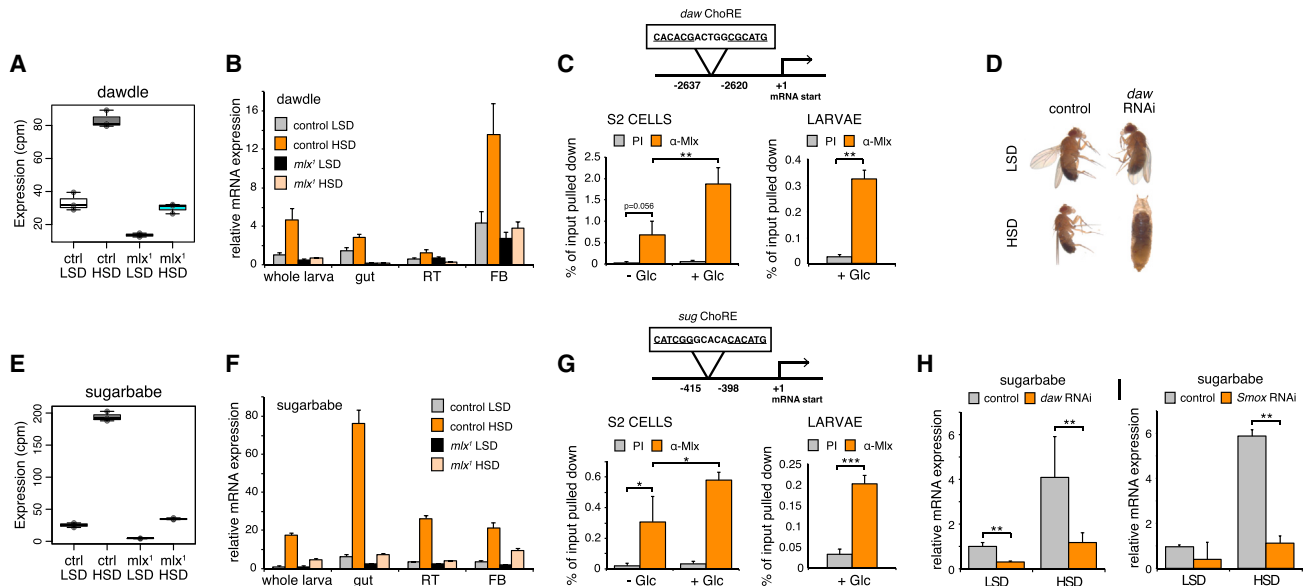 daw ChoRE
CACACGACTGGCGCATG
-2637
-2620
+1
mRNA start
A
dawdle
Expression (cpm)
80
60
40
20
ctrl LSD
ctrl HSD
mlx¹ LSD
mlx¹ HSD
B
relative mRNA expression
dawdle
control LSD
control HSD
mlx¹ LSD
mlx¹ HSD
16
12
8
4
0
whole larva
gut
RT
FB
C
S2 CELLS
PI
α-Mlx
% of input pulled down
2.5
2.0
1.5
1.0
0.5
0
p=0.056
**
- Glc
+ Glc
LARVAE
PI
α-Mlx
% of input pulled down
0.4
0.3
0.2
0.1
0
**
+ Glc
D
control
daw
RNAi
LSD
HSD
sug ChoRE
CATCGGGCACACACATG
-415
-398
+1
mRNA start
E
sugarbabe
Expression (cpm)
200
150
100
50
0
ctrl LSD
ctrl HSD
mlx¹ LSD
mlx¹ HSD
F
relative mRNA expression
sugarbabe
control LSD
control HSD
mlx¹ LSD
mlx¹ HSD
80
60
40
20
0
whole larva
gut
RT
FB
G
S2 CELLS
PI
α-Mlx
% of input pulled down
0.6
0.4
0.2
0
*
*
- Glc
+ Glc
LARVAE
PI
α-Mlx
% of input pulled down
0.25
0.2
0.15
0.1
0.05
0
***
+ Glc
H
sugarbabe
control
daw RNAi
relative mRNA expression
6
4
2
0
**
**
LSD
HSD
I
sugarbabe
control
Smox RNAi
relative mRNA expression
6
4
2
0
**
LSD
HSD